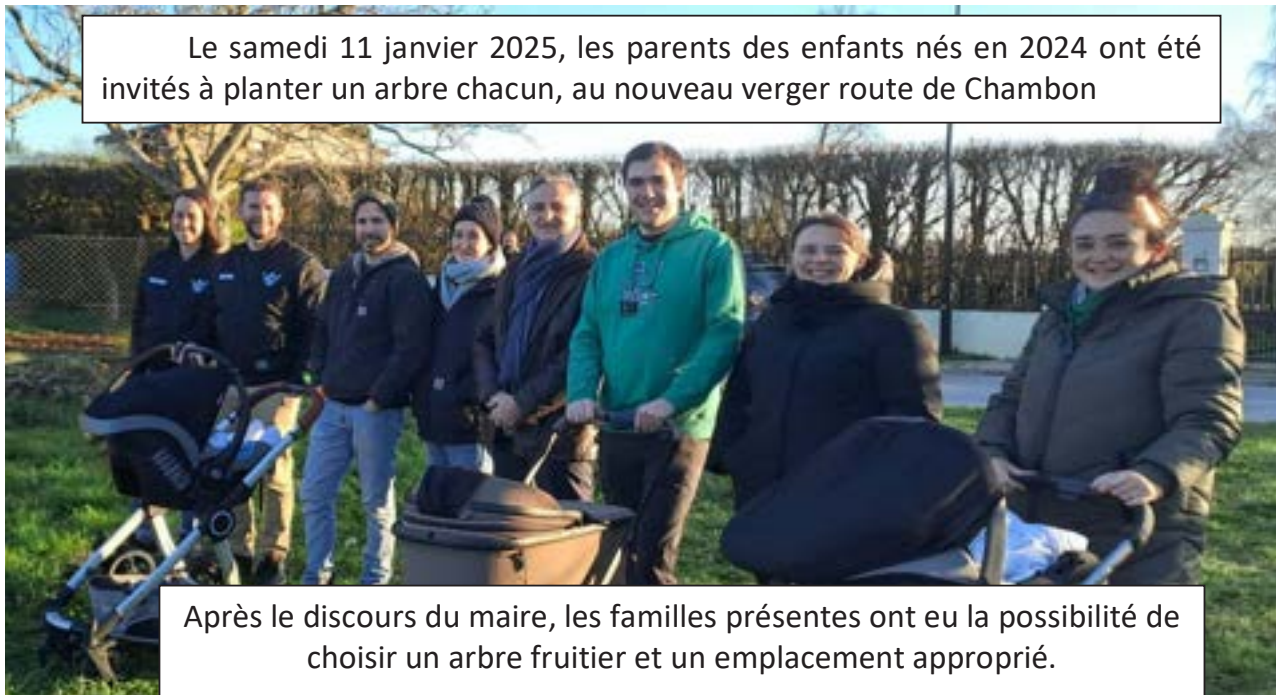 Le samedi 11 janvier 2025, les parents des enfants nés en 2024 ont été
invités à planter un arbre chacun, au nouveau verger route de Chambon
Après le discours du maire, les familles présentes ont eu la possibilité de
choisir un arbre fruitier et un emplacement approprié.